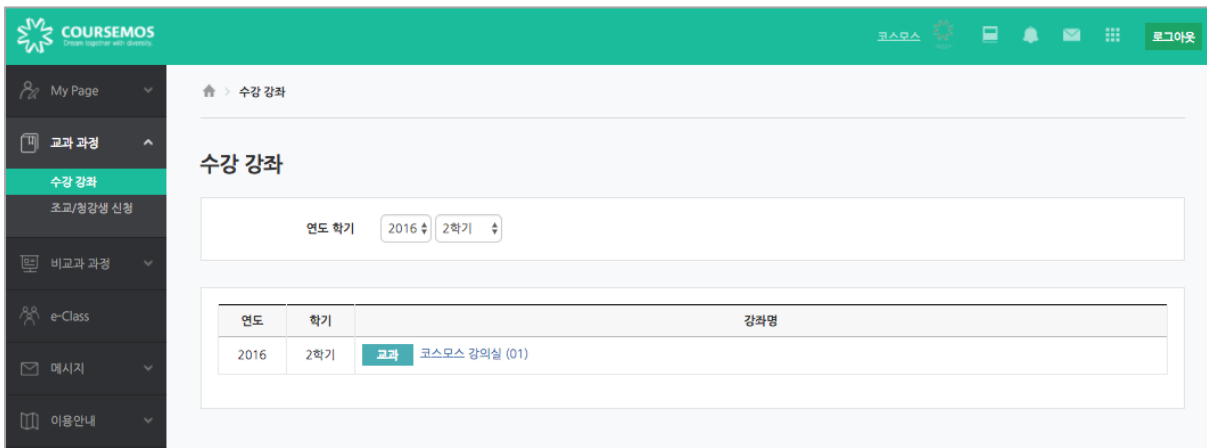 COURSEMOS
Dream together with diversity.
코스모스
로그아웃
My Page
교과 과정
수강 강좌
조교/청강생 신청
비교과 과정
e-Class
메시지
이용안내
> 수강 강좌
수강 강좌
연도 학기 2016 2학기
연도 학기 강좌명
2016 2학기 교과 코스모스 강의실 (01)